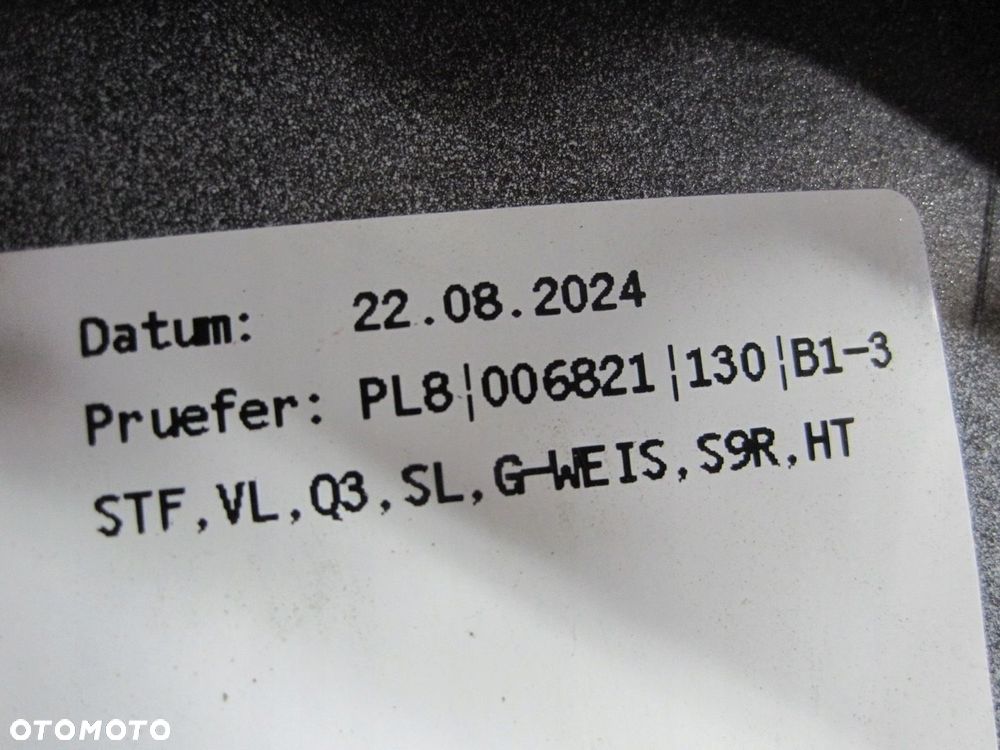 Datum: 22.08.2024
Pruefer: PL8¦006821¦130¦B1-3
STF,VL,Q3,SL,G-WEIS,S9R,HT
OTOMOTO